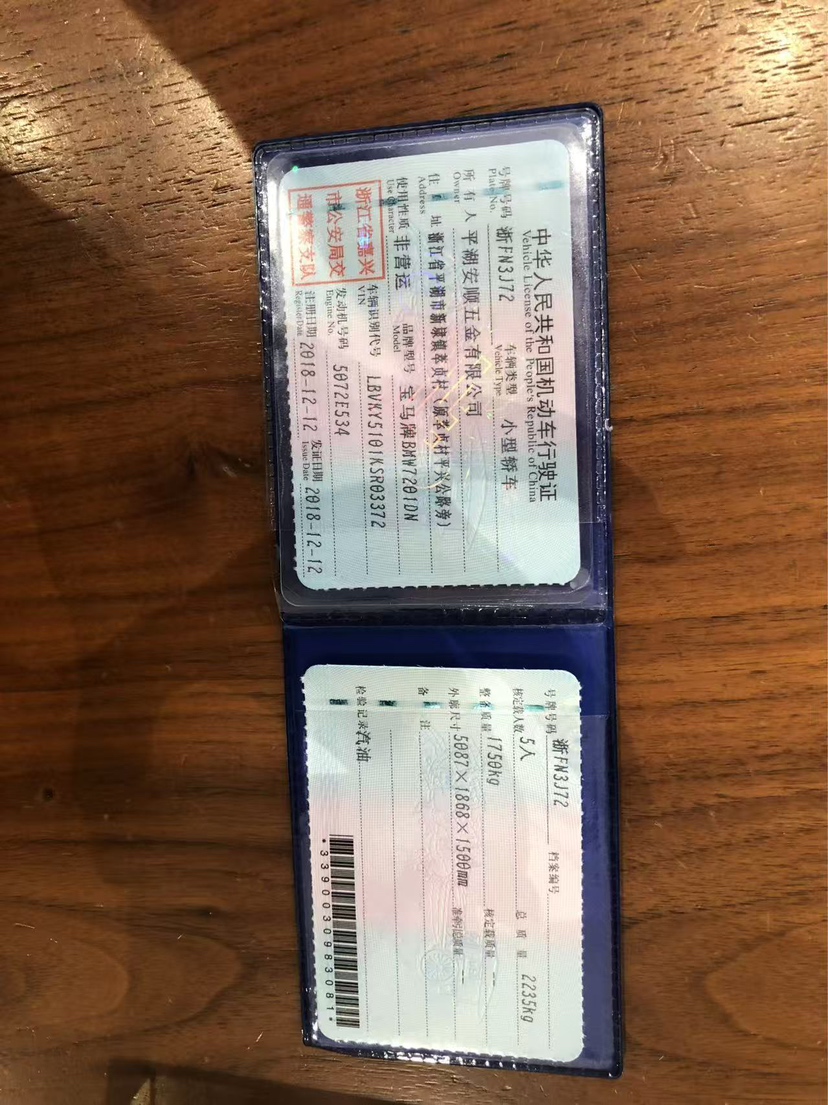 中华人民共和国机动车行驶证
Vehicle License of the People's Republic of China
号牌号码 浙FN3J72 车辆类型 小型轿车
Plate No. Vehicle Type
所有人 平湖安顺五金有限公司
Owner
住址 浙江省平湖市新埭镇萃贞村(原萃贞村平兴公路旁)
Address
使用性质 非营运 品牌型号 宝马牌BMW7201DN
Use Character Model
浙江省嘉兴
市公安局交
通警察支队
车辆识别代号 LBVKY5101KSR03372
VIN
发动机号码 5072E534
Engine No.
注册日期 2018-12-12 发证日期 2018-12-12
Register Date Issue Date
号牌号码 浙FN3J72 档案编号
核定载人数 5人 总质量 2235kg
整备质量 1750kg 核定载质量 --
外廓尺寸 5087×1868×1500mm 准牵引总质量 --
备注
检验记录 汽油
*3390030983081*